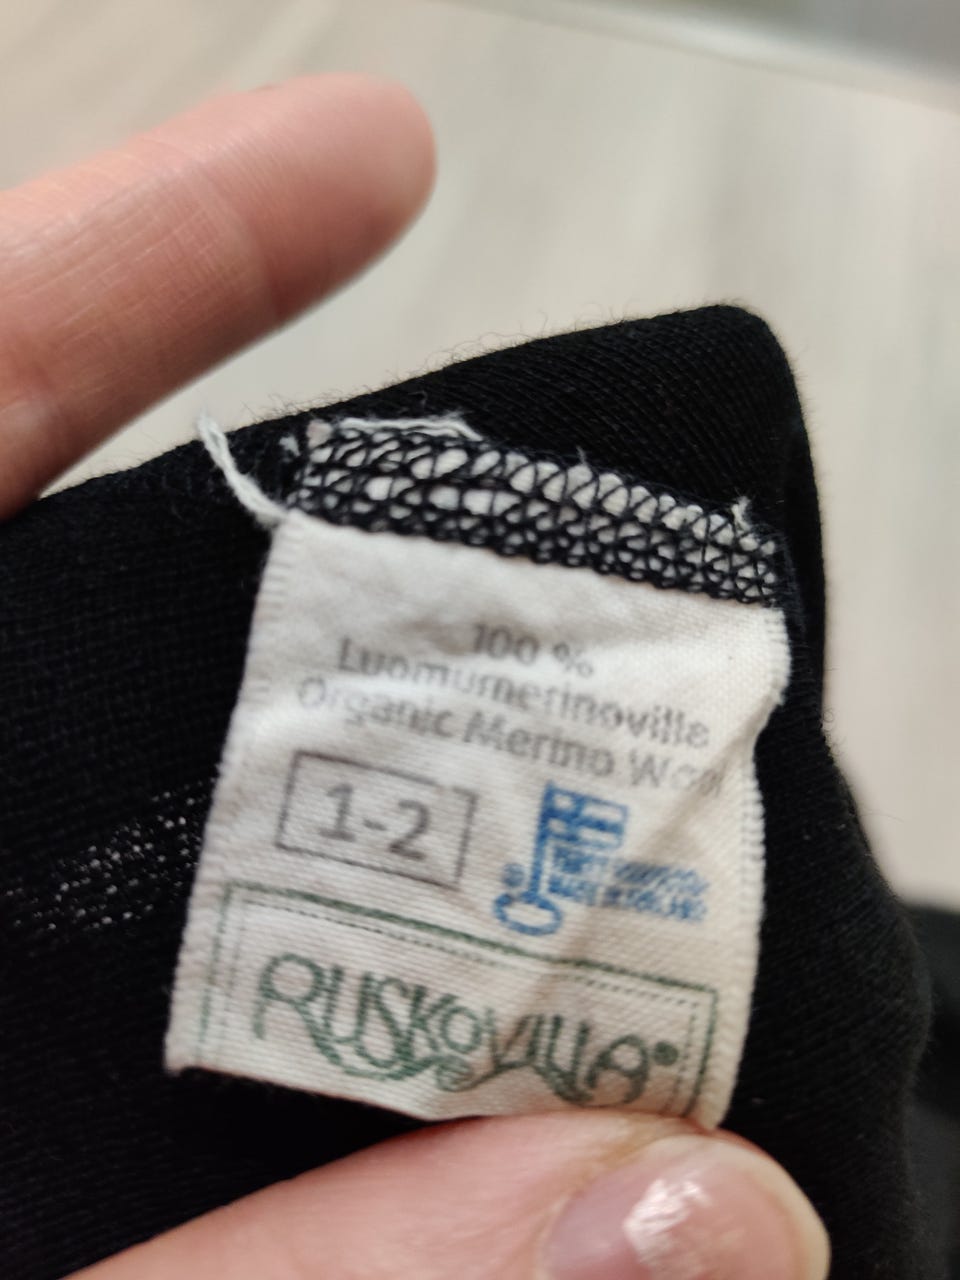 100 %
Luomumerinovilla
Organic Merino Wool
1-2
RUSKOVILLA®